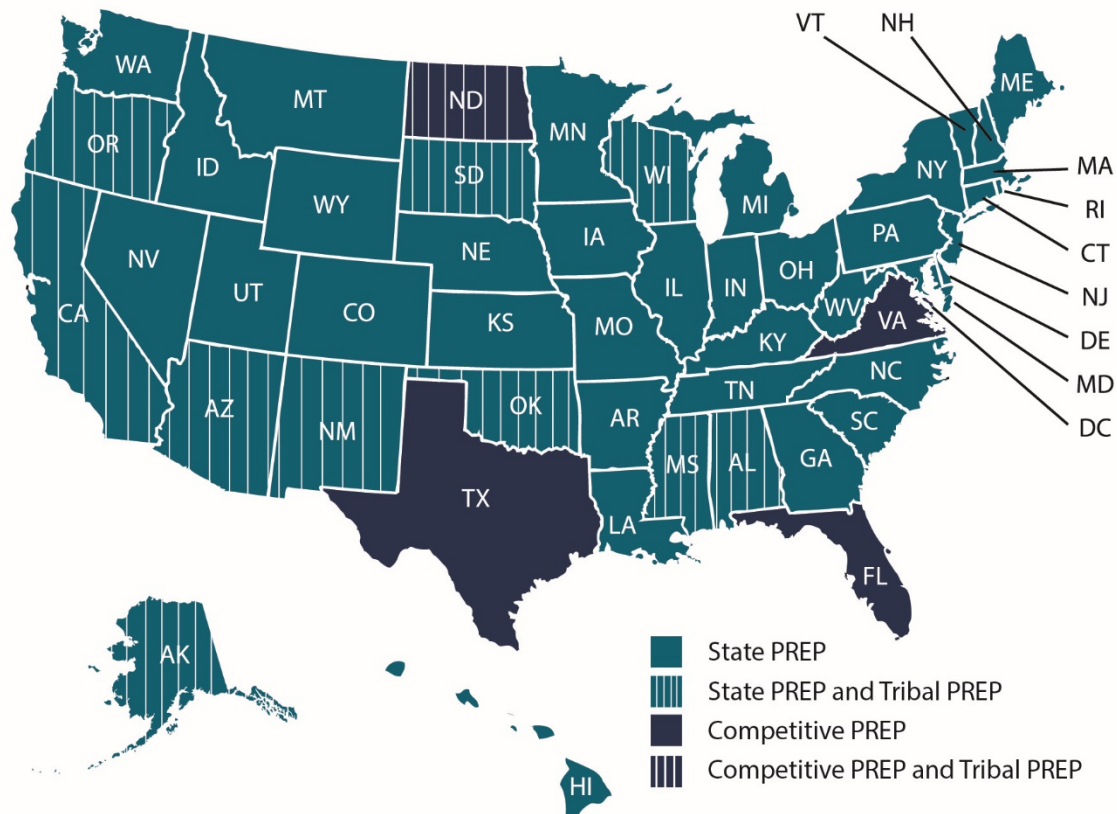 VT
NH
WA
MT
ND
MN
ME
OR
ID
SD
WI
NY
MA
WY
MI
RI
IA
PA
CT
NV
NE
OH
NJ
UT
IL
IN
CA
CO
WV
VA
DE
KS
MO
KY
MD
NC
TN
DC
AZ
OK
AR
NM
SC
MS
AL
GA
TX
LA
FL
AK
HI
State PREP
State PREP and Tribal PREP
Competitive PREP
Competitive PREP and Tribal PREP